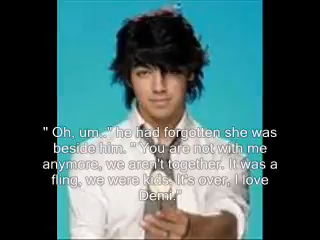 " Oh, um.." he had forgotten she was
beside him. " You are not with me
anymore, we aren't together. It was a
fling, we were kids. It's over, I love
Demi."